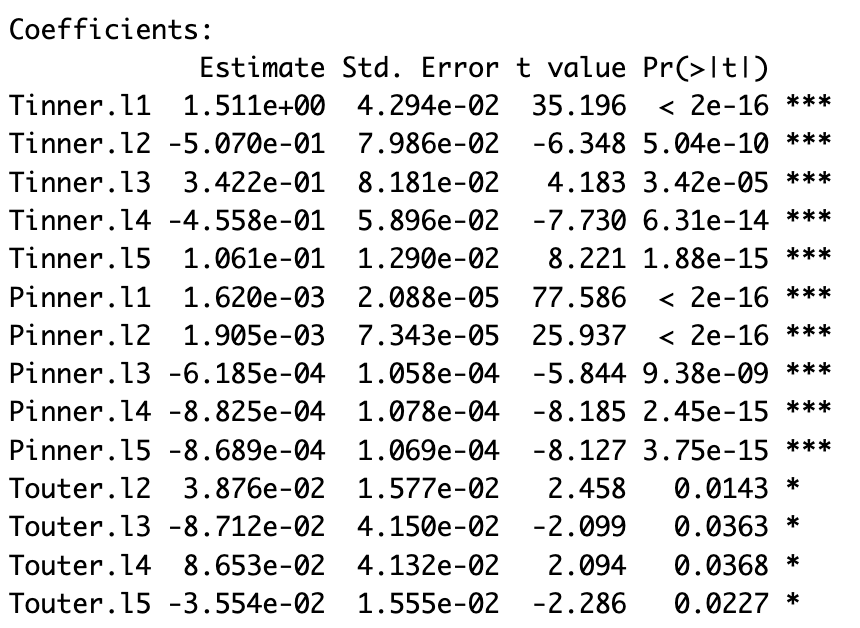 Coefficients:
Estimate Std. Error t value Pr(>|t|)
Tinner.l1 1.511e+00 4.294e-02 35.196 < 2e-16 ***
Tinner.l2 -5.070e-01 7.986e-02 -6.348 5.04e-10 ***
Tinner.l3 3.422e-01 8.181e-02 4.183 3.42e-05 ***
Tinner.l4 -4.558e-01 5.896e-02 -7.730 6.31e-14 ***
Tinner.l5 1.061e-01 1.290e-02 8.221 1.88e-15 ***
Pinner.l1 1.620e-03 2.088e-05 77.586 < 2e-16 ***
Pinner.l2 1.905e-03 7.343e-05 25.937 < 2e-16 ***
Pinner.l3 -6.185e-04 1.058e-04 -5.844 9.38e-09 ***
Pinner.l4 -8.825e-04 1.078e-04 -8.185 2.45e-15 ***
Pinner.l5 -8.689e-04 1.069e-04 -8.127 3.75e-15 ***
Touter.l2 3.876e-02 1.577e-02 2.458 0.0143 *
Touter.l3 -8.712e-02 4.150e-02 -2.099 0.0363 *
Touter.l4 8.653e-02 4.132e-02 2.094 0.0368 *
Touter.l5 -3.554e-02 1.555e-02 -2.286 0.0227 *